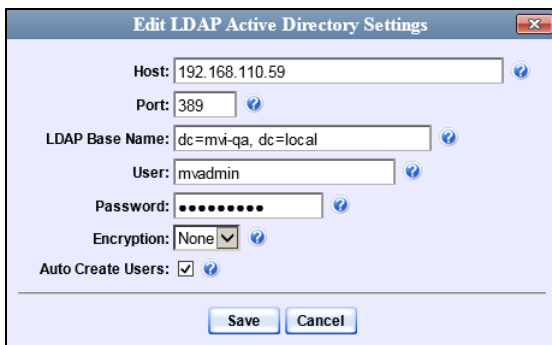 Edit LDAP Active Directory Settings
Host: 192.168.110.59
Port: 389
LDAP Base Name: dc=mvi-qa, dc=local
User: mvadmin
Password: •••••••••
Encryption: None
Auto Create Users:
Save Cancel